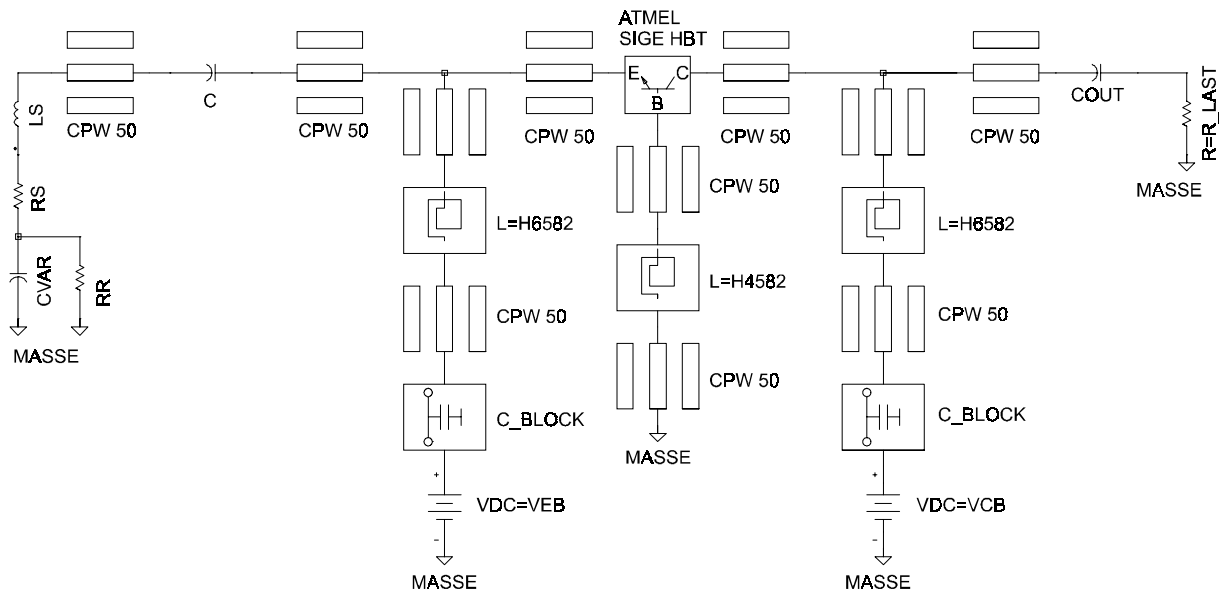 ATMEL
SIGE HBT
E
C
B
LS
CPW 50
C
CPW 50
CPW 50
CPW 50
CPW 50
COUT
R=R_LAST
MASSE
RS
CVAR
RR
MASSE
L=H6582
CPW 50
C_BLOCK
+
VDC=VEB
-
MASSE
CPW 50
L=H4582
CPW 50
MASSE
L=H6582
CPW 50
C_BLOCK
+
VDC=VCB
-
MASSE